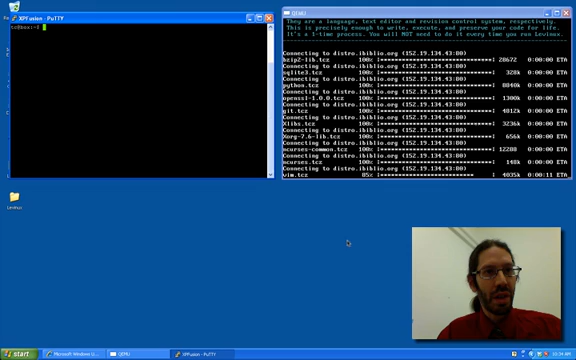 XPFusion - PuTTY
tc@box:~$
QEMU
They are a language, text editor and revision control system, respectively.
This is precisely enough to write, execute, and preserve your code for life.
It's a 1-time process. You will NOT need to do it every time you run Levinux.
Connecting to distro.ibiblio.org (152.19.134.43:80)
bzip2-lib.tcz 100% 28672 0:00:00 ETA
Connecting to distro.ibiblio.org (152.19.134.43:80)
sqlite3.tcz 100% 328k 0:00:00 ETA
Connecting to distro.ibiblio.org (152.19.134.43:80)
python.tcz 100% 8840k 0:00:00 ETA
Connecting to distro.ibiblio.org (152.19.134.43:80)
openssl-1.0.0.tcz 100% 1300k 0:00:00 ETA
Connecting to distro.ibiblio.org (152.19.134.43:80)
git.tcz 100% 4812k 0:00:00 ETA
Connecting to distro.ibiblio.org (152.19.134.43:80)
Xlibs.tcz 100% 3236k 0:00:00 ETA
Connecting to distro.ibiblio.org (152.19.134.43:80)
Xorg-7.6-lib.tcz 100% 656k 0:00:00 ETA
Connecting to distro.ibiblio.org (152.19.134.43:80)
ncurses-common.tcz 100% 12288 0:00:00 ETA
Connecting to distro.ibiblio.org (152.19.134.43:80)
ncurses.tcz 100% 148k 0:00:00 ETA
Connecting to distro.ibiblio.org (152.19.134.43:80)
vim.tcz 85% 4035k 0:00:11 ETA
Levinux
start
Microsoft Windows U...
QEMU
XPFusion - PuTTY